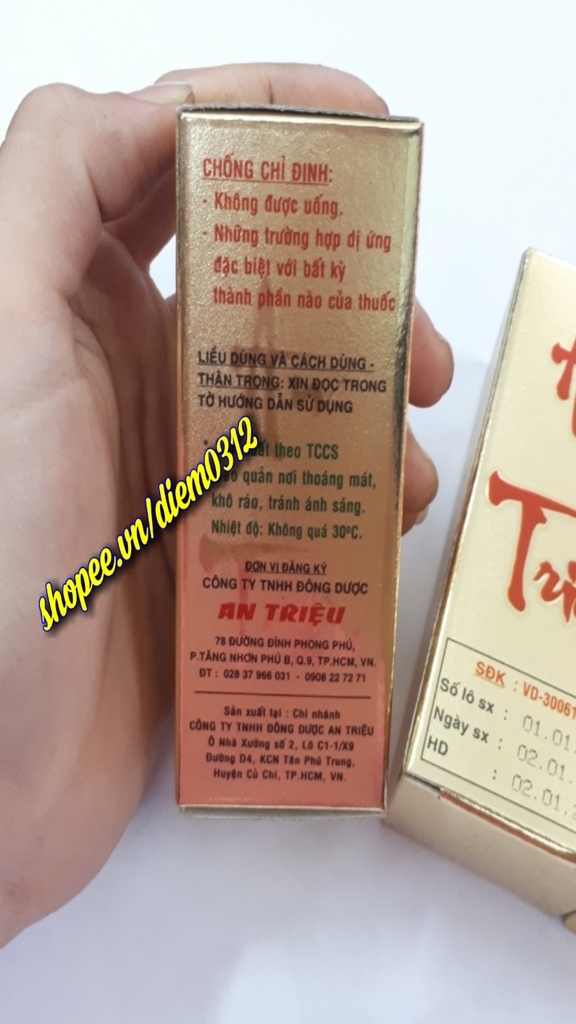 CHỐNG CHỈ ĐỊNH:
- Không được uống.
- Những trường hợp dị ứng
đặc biệt với bất kỳ
thành phần nào của thuốc
LIỀU DÙNG VÀ CÁCH DÙNG -
THẬN TRỌNG: XIN ĐỌC TRONG
TỜ HƯỚNG DẪN SỬ DỤNG
theo TCCS
quản nơi thoáng mát,
khô ráo, tránh ánh sáng.
Nhiệt độ: Không quá 30ºC.
shopee.vn/diem0312
ĐƠN VỊ ĐĂNG KÝ
CÔNG TY TNHH ĐÔNG DƯỢC
AN TRIỆU
78 ĐƯỜNG ĐÌNH PHONG PHÚ,
P.TĂNG NHƠN PHÚ B, Q.9, TP.HCM, VN.
ĐT : 028 37 966 031 - 0908 22 72 71
Sản xuất tại : Chi nhánh
CÔNG TY TNHH ĐÔNG DƯỢC AN TRIỆU
Ô Nhà Xưởng số 2, Lô C1-1/X9
Đường D4, KCN Tân Phú Trung,
Huyện Củ Chi, TP.HCM, VN.
SĐK : VD-30061
Số lô sx : 01.01.
Ngày sx : 02.01.
HD : 02.01.